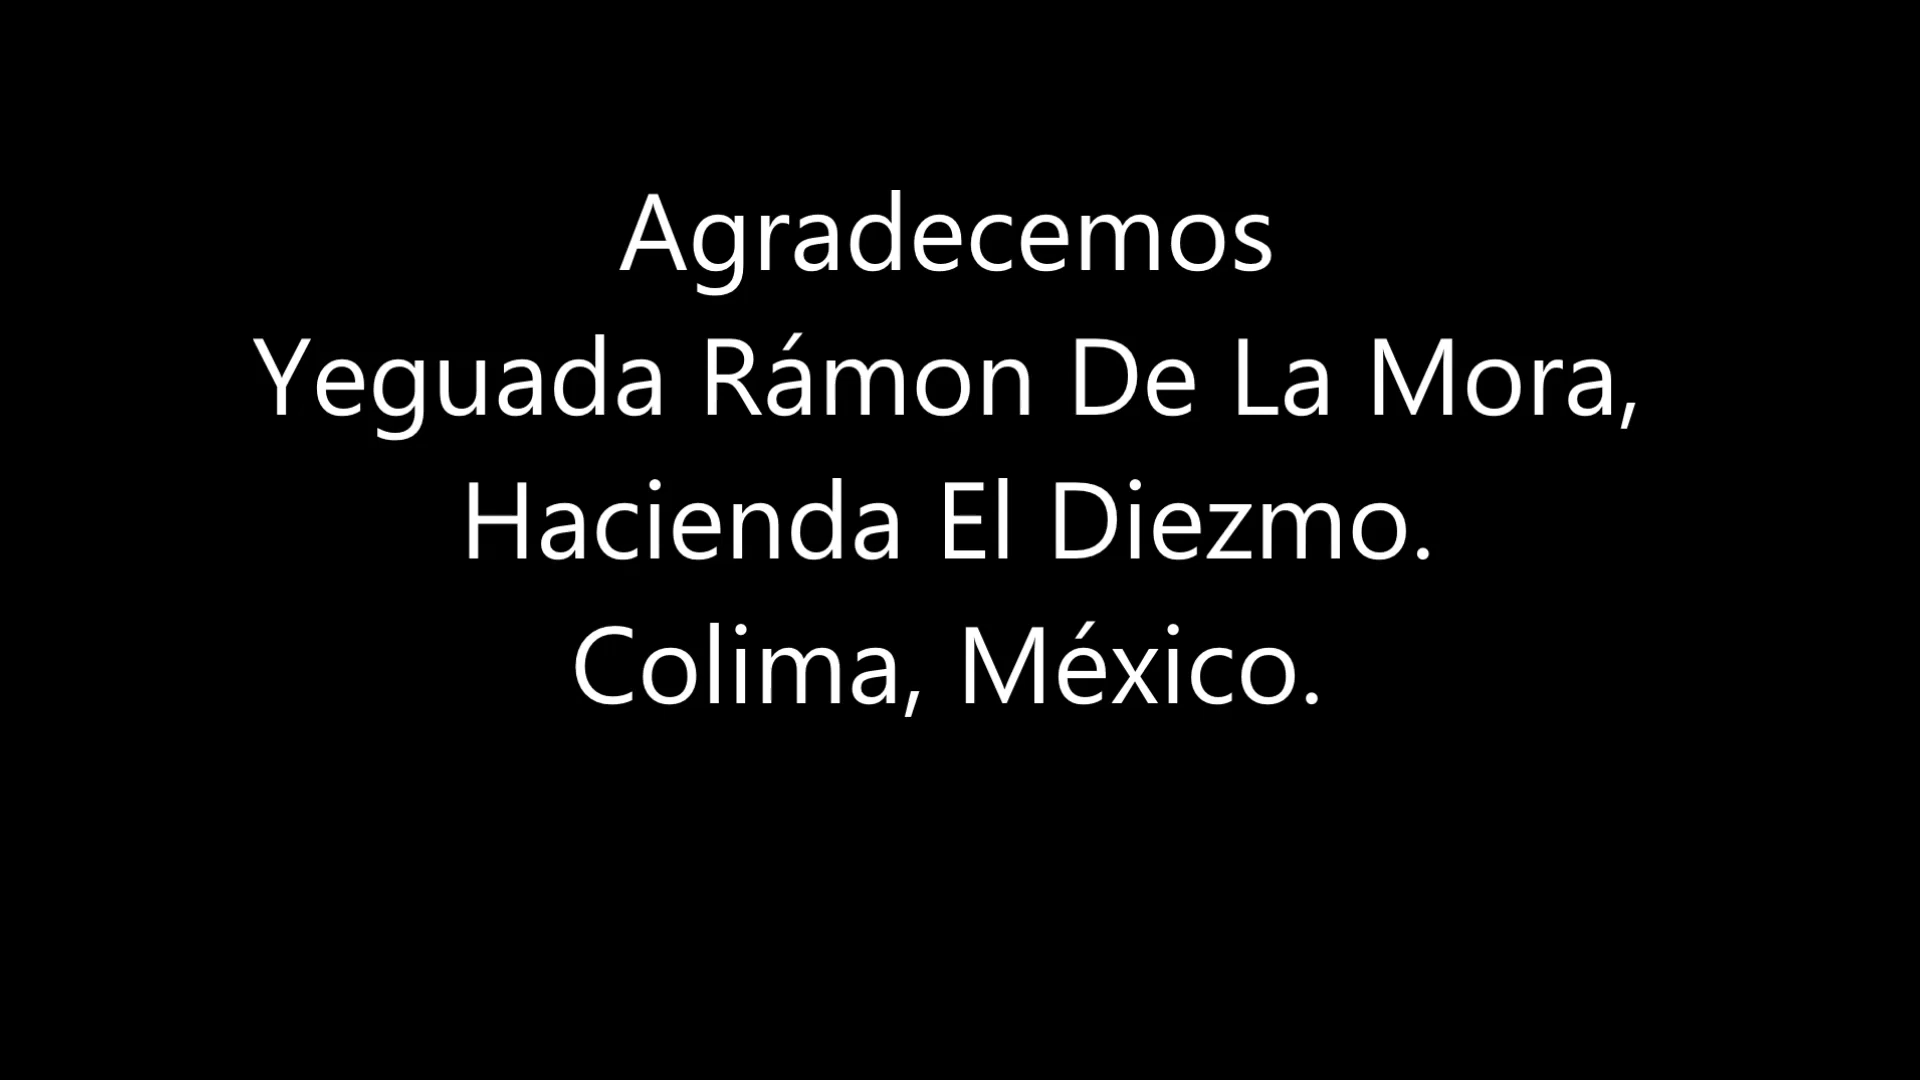 Agradecemos
Yeguada Rámon De La Mora,
Hacienda El Diezmo.
Colima, México.